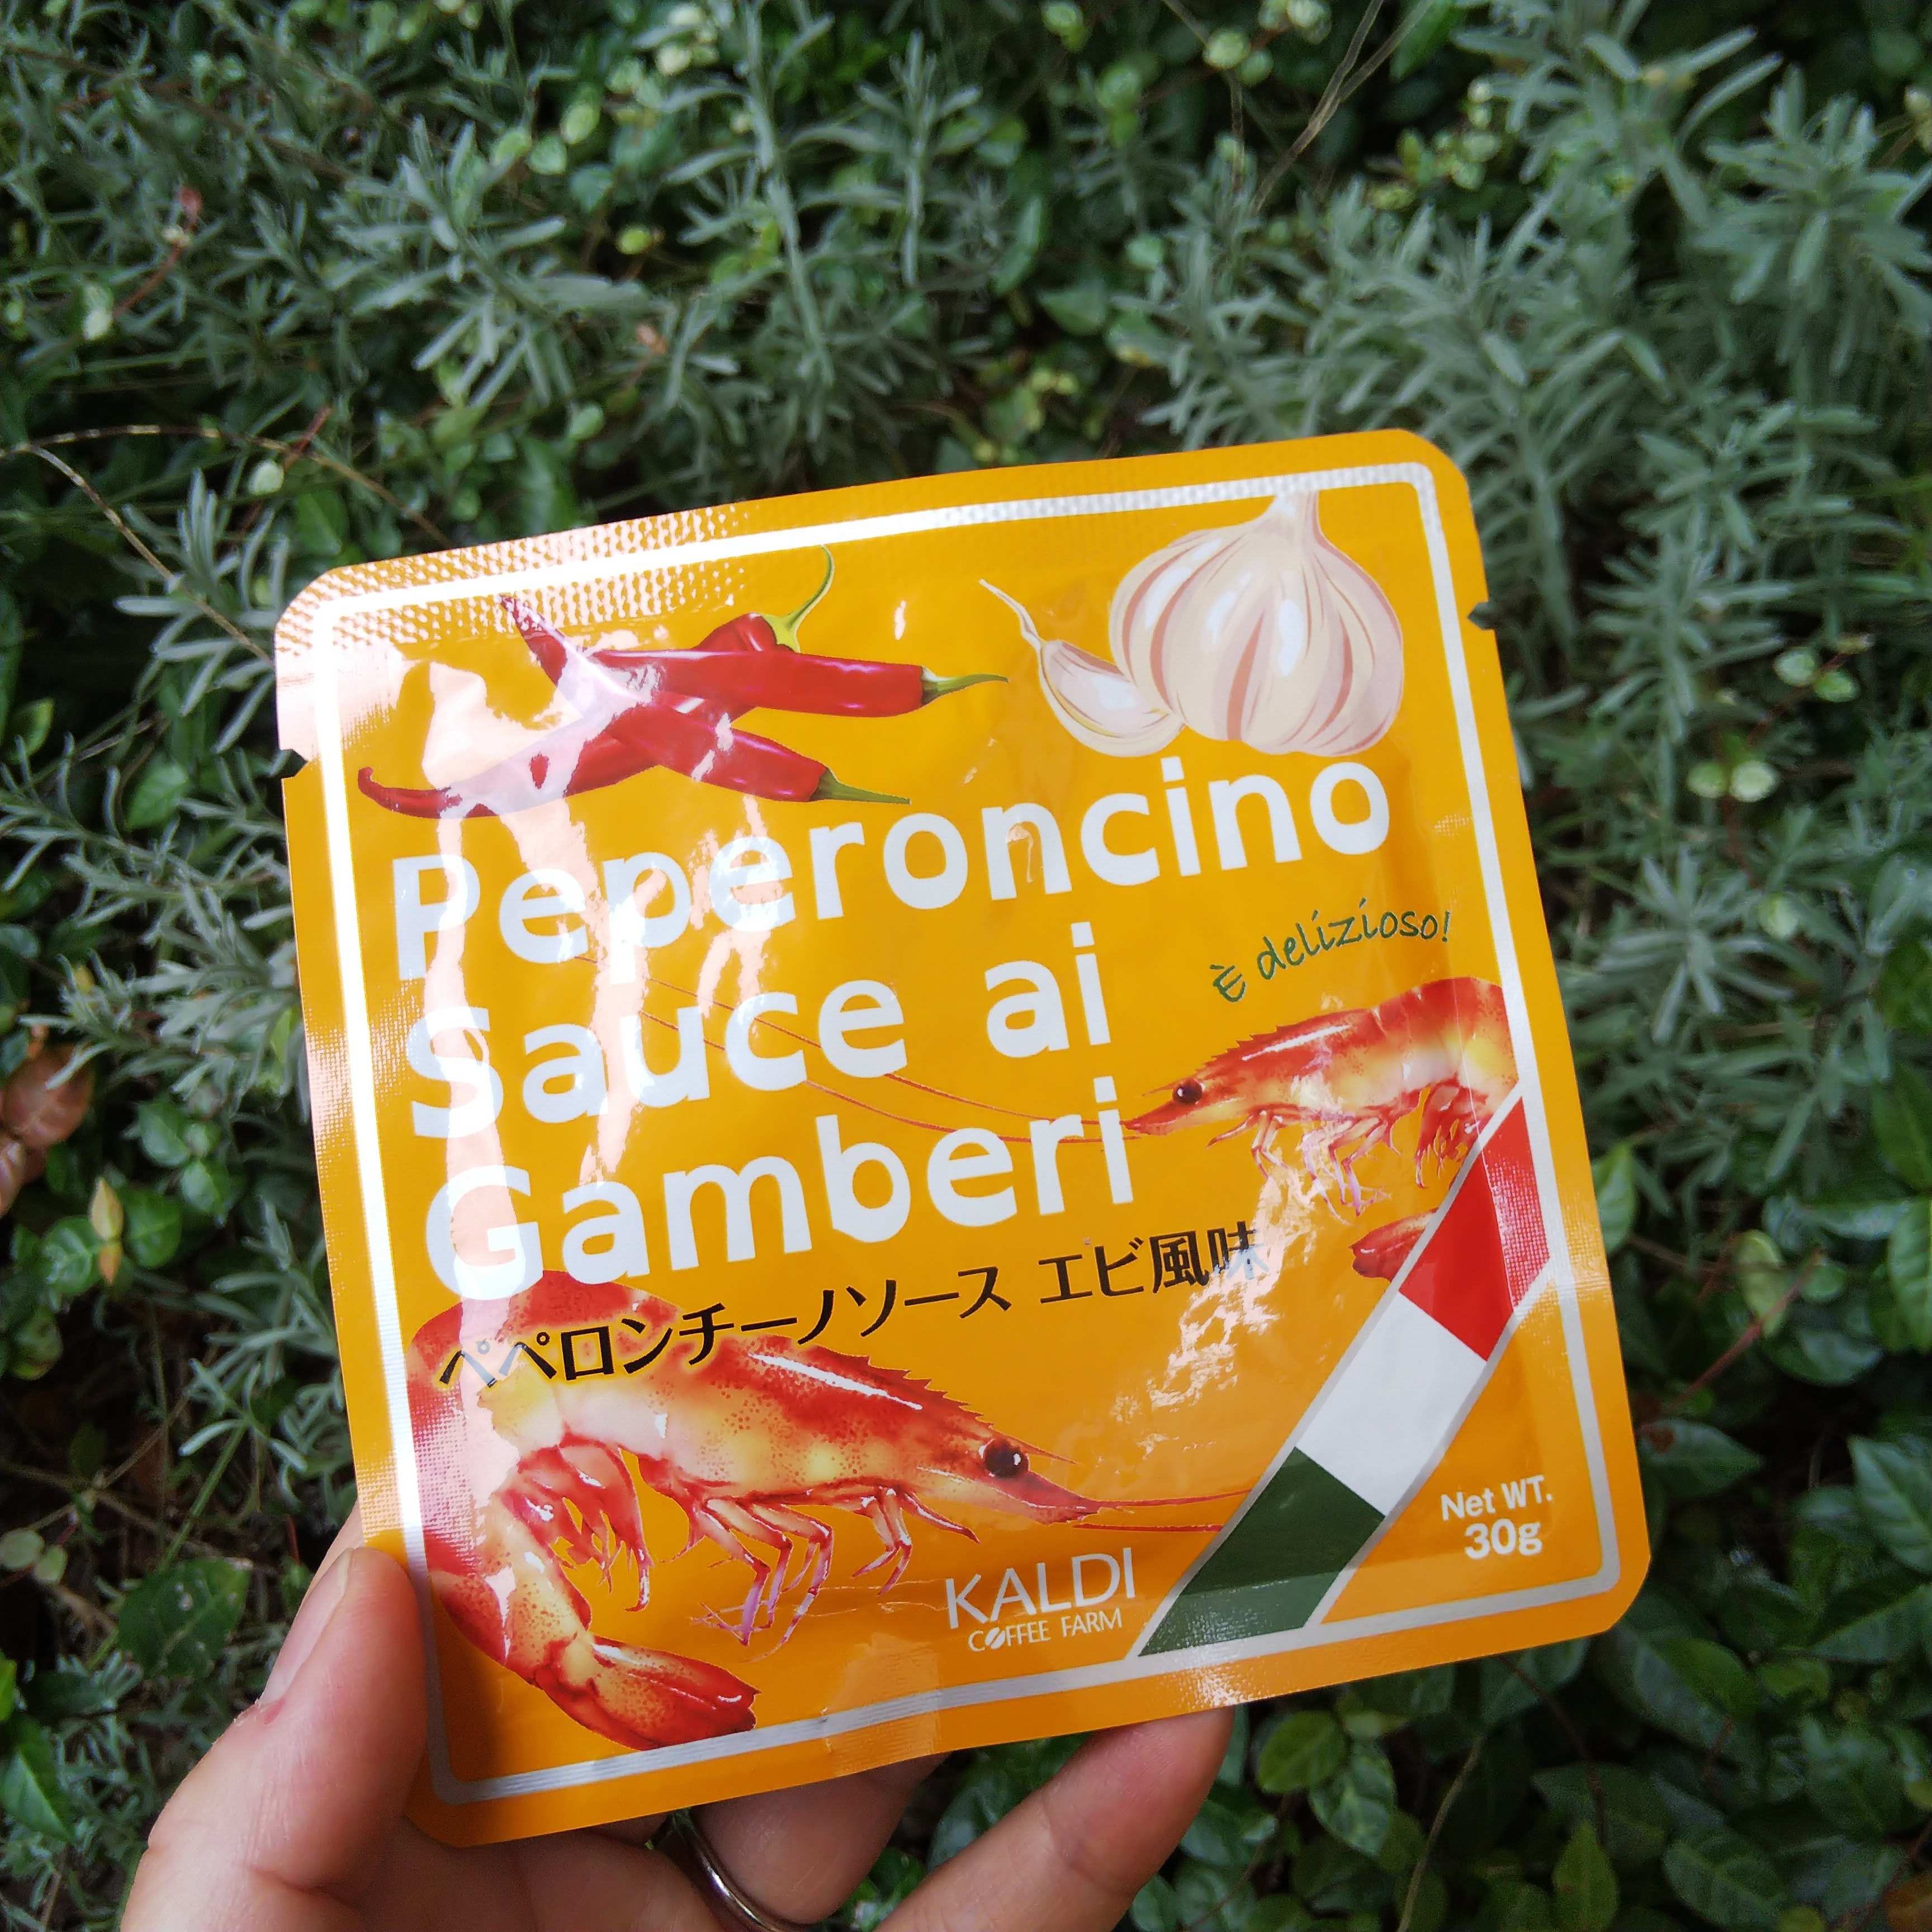 Peperoncino
Sauce ai
È delizioso!
Gamberi
ペペロンチーノソース エビ風味
Net WT.
30g
KALDI
COFFEE FARM